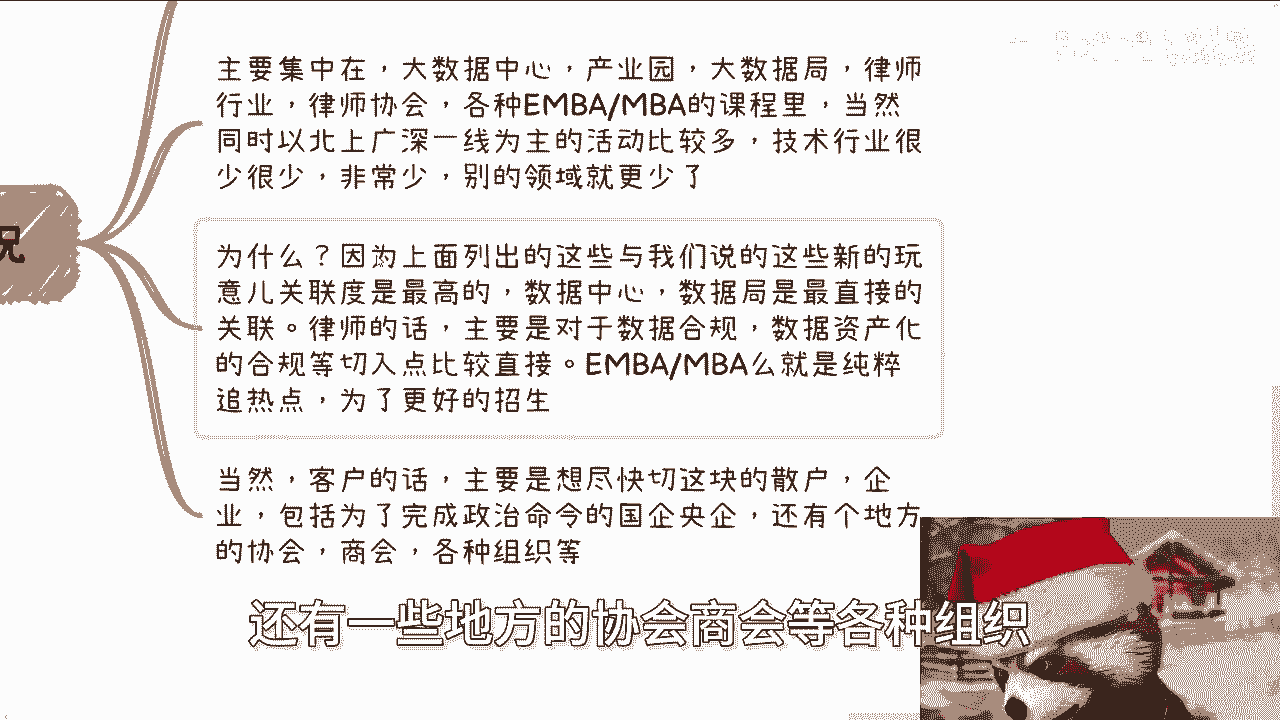 主要集中在，大数据中心，产业园，大数据局，律师
行业，律师协会，各种EMBA/MBA的课程里，当然
同时以北上广深一线为主的活动比较多，技术行业很
少很少，非常少，别的领域就更少了
况
为什么？因为上面列出的这些与我们说的这些新的玩
意儿关联度是最高的，数据中心，数据局是最直接的
关联。律师的话，主要是对于数据合规，数据资产化
的合规等切入点比较直接。EMBA/MBA么就是纯粹
追热点，为了更好的招生
当然，客户的话，主要是想尽快切这块的散户，企
业，包括为了完成政治命令的国企央企，还有个地方
的协会，商会，各种组织等
还有一些地方的协会商会等各种组织